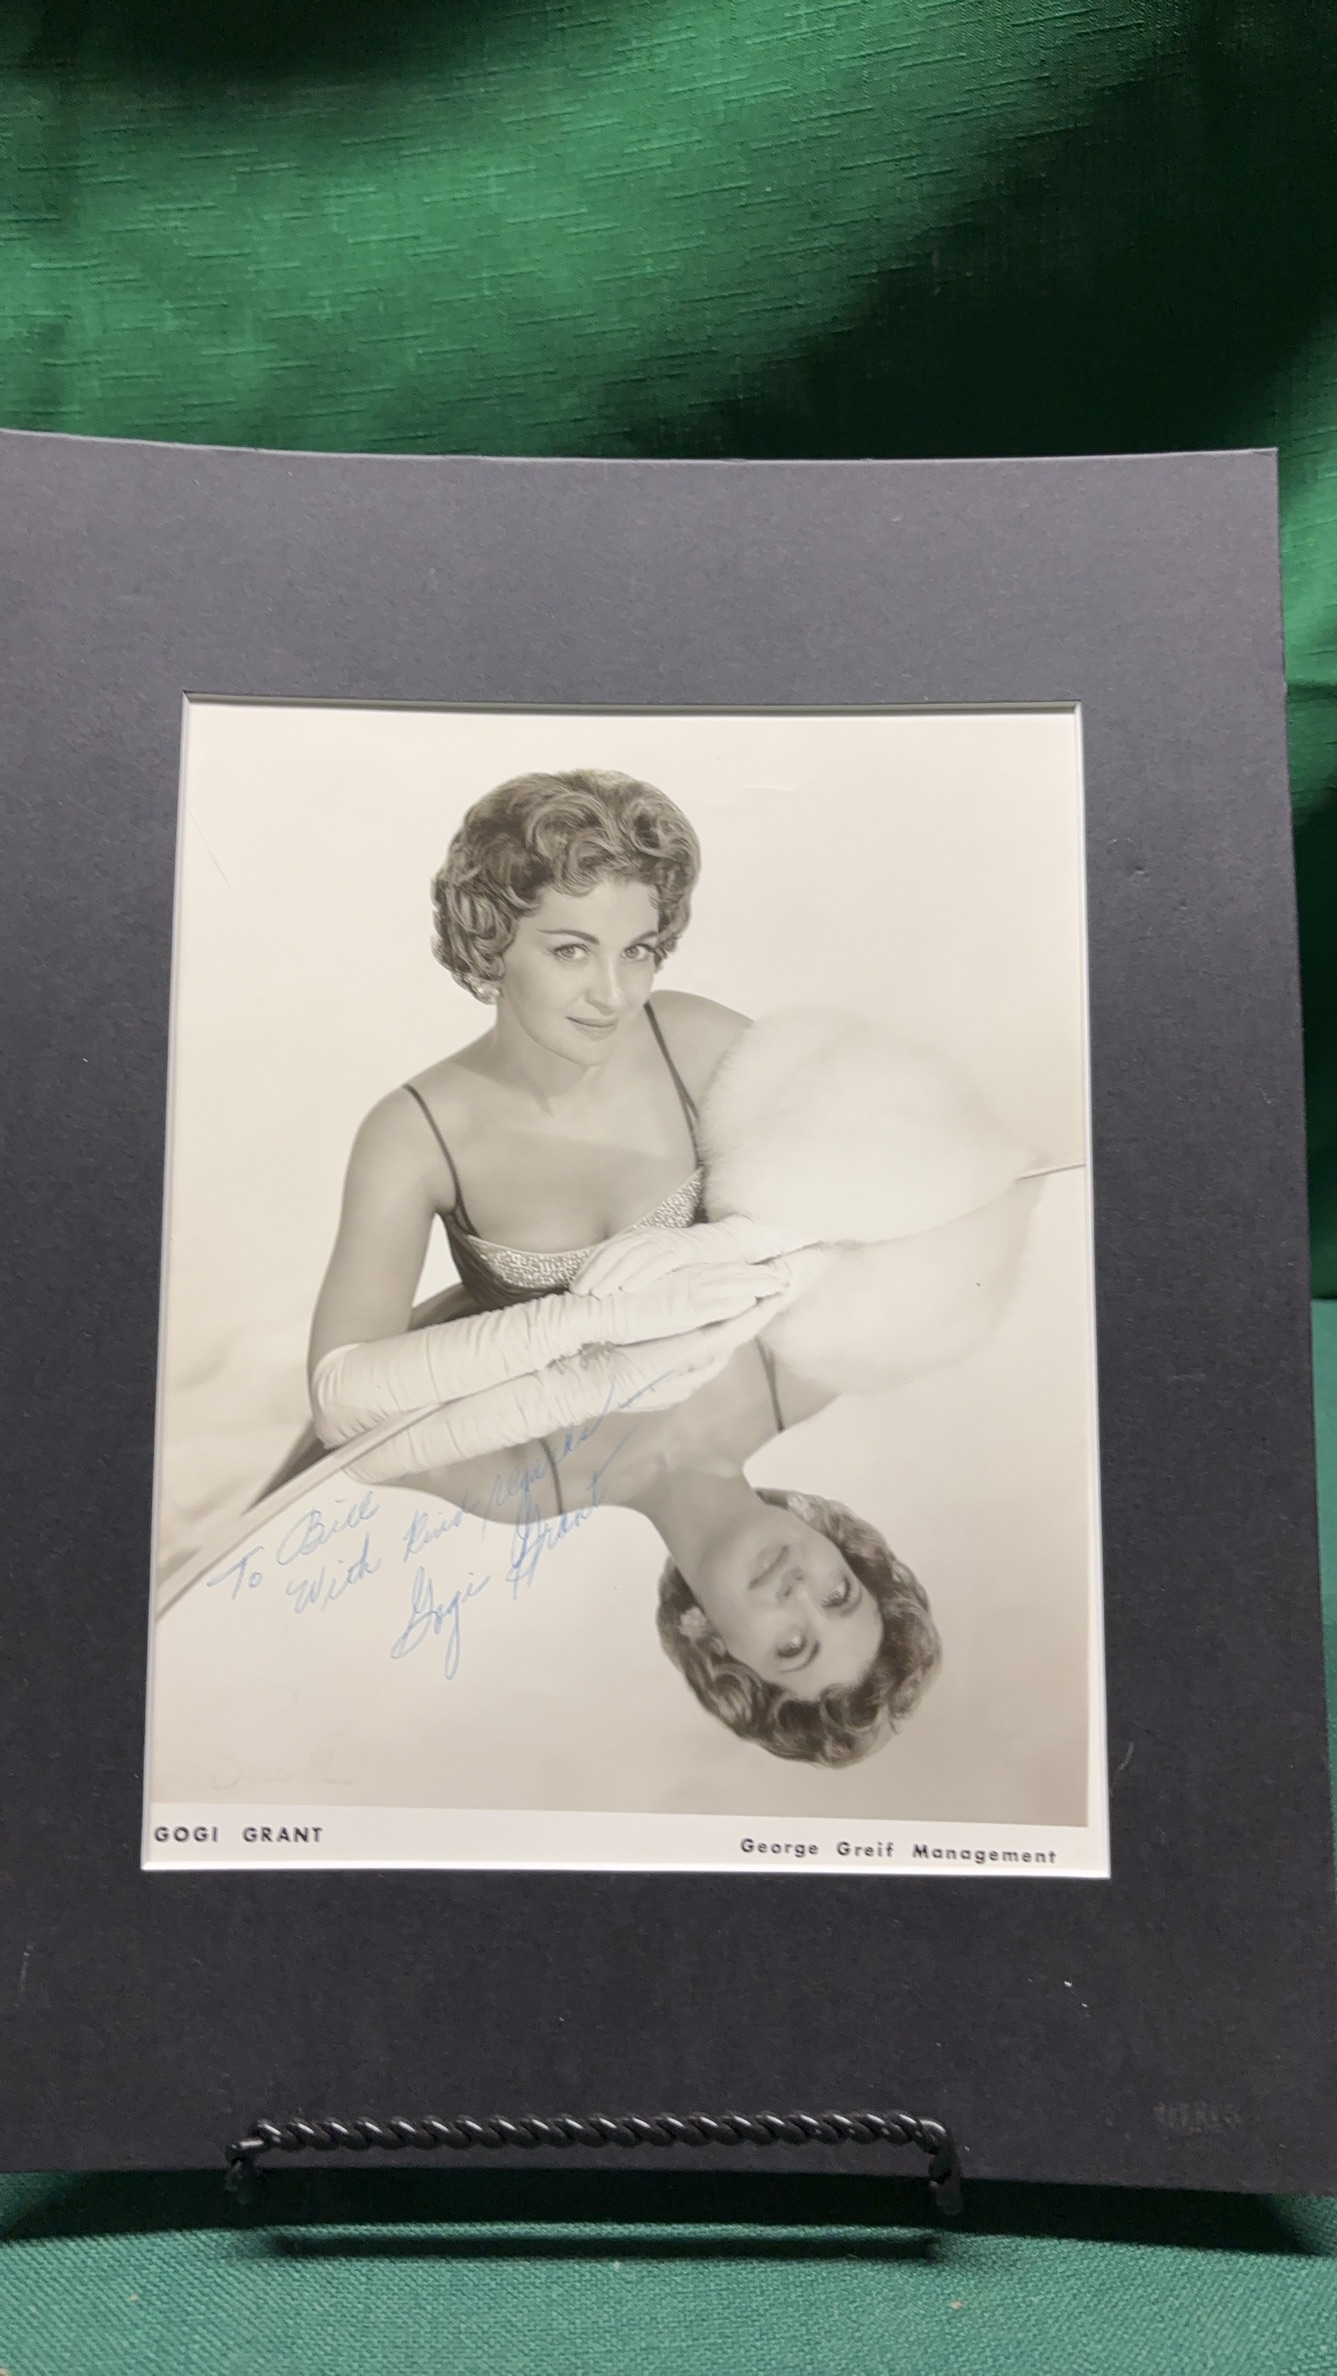 To Bill -
With kind regards -
Gogi Grant
GOGI GRANT
George Greif Management